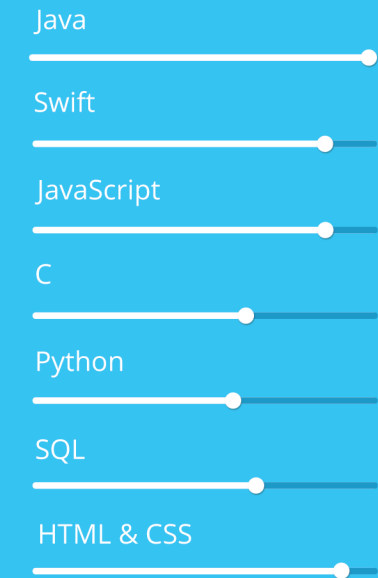 Java
Swift
JavaScript
C
Python
SQL
HTML & CSS